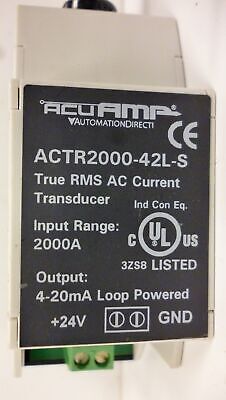 ACUAMP
AUTOMATIONDIRECT
CE
ACTR2000-42L-S
True RMS AC Current
Transducer
Ind Con Eq.
Input Range:
2000A
C UL US
3ZS8 LISTED
Output:
4-20mA Loop Powered
+24V
GND